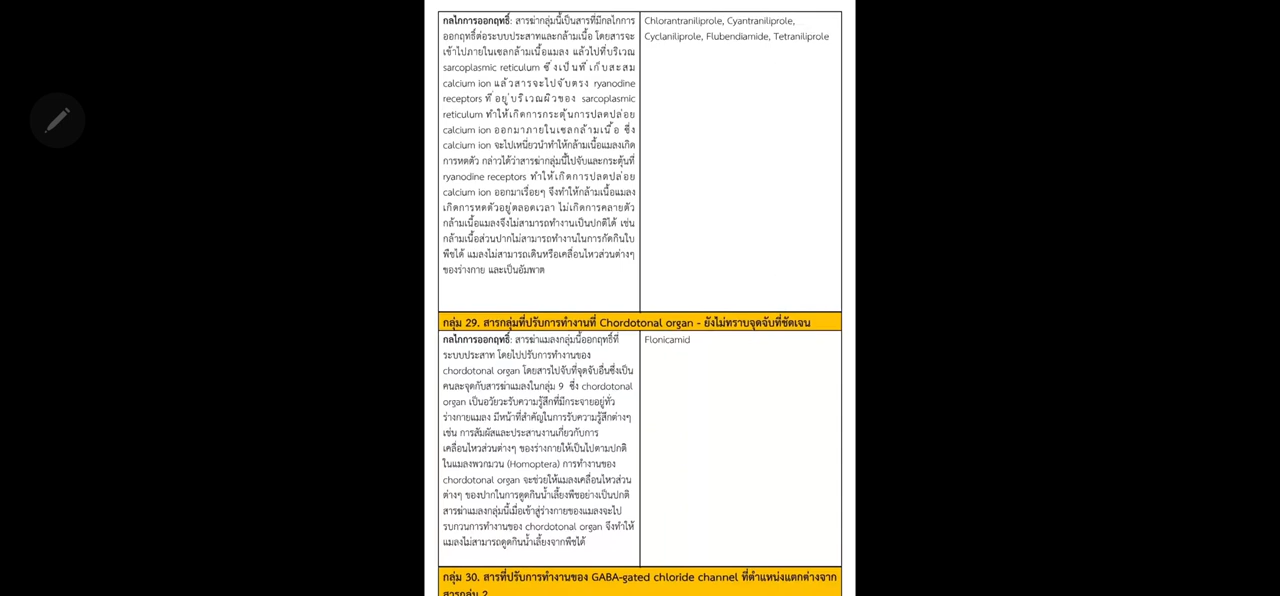 กลไกการออกฤทธิ์: สารฆ่ากลุ่มนี้เป็นสารที่มีกลไกการ
ออกฤทธิ์ต่อระบบประสาทและกล้ามเนื้อ โดยสารจะ
เข้าไปภายในเซลกล้ามเนื้อแมลง แล้วไปที่บริเวณ
sarcoplasmic reticulum ซึ่งเป็นที่เก็บสะสม
calcium ion แล้วสารจะไปจับตรง ryanodine
receptors ที่อยู่บริเวณผิวของ sarcoplasmic
reticulum ทำให้เกิดการกระตุ้นการปลดปล่อย
calcium ion ออกมาภายในเซลกล้ามเนื้อ ซึ่ง
calcium ion จะไปเหนี่ยวนำทำให้กล้ามเนื้อแมลงเกิด
การหดตัว กล่าวได้ว่าสารฆ่ากลุ่มนี้ไปจับและกระตุ้นที่
ryanodine receptors ทำให้เกิดการปลดปล่อย
calcium ion ออกมาเรื่อยๆ จึงทำให้กล้ามเนื้อแมลง
เกิดการหดตัวอยู่ตลอดเวลา ไม่เกิดการคลายตัว
กล้ามเนื้อแมลงจึงไม่สามารถทำงานเป็นปกติได้ เช่น
กล้ามเนื้อส่วนปากไม่สามารถทำงานในการกัดกินใบ
พืชได้ แมลงไม่สามารถเดินหรือเคลื่อนไหวส่วนต่างๆ
ของร่างกาย และเป็นอัมพาต
Chlorantraniliprole, Cyantraniliprole,
Cyclaniliprole, Flubendiamide, Tetraniliprole
กลุ่ม 29. สารกลุ่มที่ปรับการทำงานที่ Chordotonal organ - ยังไม่ทราบจุดจับที่ชัดเจน
กลไกการออกฤทธิ์: สารฆ่าแมลงกลุ่มนี้ออกฤทธิ์ที่
ระบบประสาท โดยไปปรับการทำงานของ
chordotonal organ โดยสารไปจับที่จุดจับอื่นซึ่งเป็น
คนละจุดกับสารฆ่าแมลงในกลุ่ม 9 ซึ่ง chordotonal
organ เป็นอวัยวะรับความรู้สึกที่มีกระจายอยู่ทั่ว
ร่างกายแมลง มีหน้าที่สำคัญในการรับความรู้สึกต่างๆ
เช่น การสัมผัสและประสานงานเกี่ยวกับการ
เคลื่อนไหวส่วนต่างๆ ของร่างกายให้เป็นไปตามปกติ
ในแมลงพวกมวน (Homoptera) การทำงานของ
chordotonal organ จะช่วยให้แมลงเคลื่อนไหวส่วน
ต่างๆ ของปากในการดูดกินน้ำเลี้ยงพืชอย่างเป็นปกติ
สารฆ่าแมลงกลุ่มนี้เมื่อเข้าสู่ร่างกายของแมลงจะไป
รบกวนการทำงานของ chordotonal organ จึงทำให้
แมลงไม่สามารถดูดกินน้ำเลี้ยงจากพืชได้
Flonicamid
กลุ่ม 30. สารที่ปรับการทำงานของ GABA-gated chloride channel ที่ตำแหน่งแตกต่างจาก
สารกลุ่ม 2